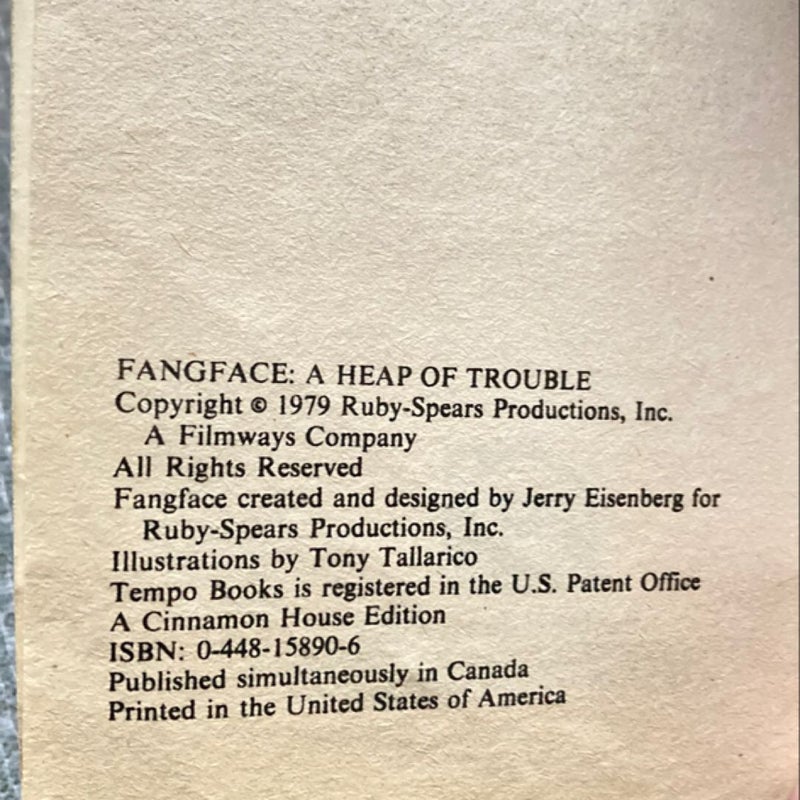 FANGFACE: A HEAP OF TROUBLE
Copyright © 1979 Ruby-Spears Productions, Inc.
A Filmways Company
All Rights Reserved
Fangface created and designed by Jerry Eisenberg for
Ruby-Spears Productions, Inc.
Illustrations by Tony Tallarico
Tempo Books is registered in the U.S. Patent Office
A Cinnamon House Edition
ISBN: 0-448-15890-6
Published simultaneously in Canada
Printed in the United States of America